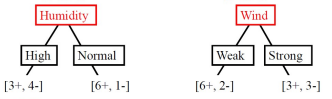 Humidity Wind
High Normal Weak Strong
[3+, 4-] [6+, 1-] [6+, 2-] [3+, 3-]